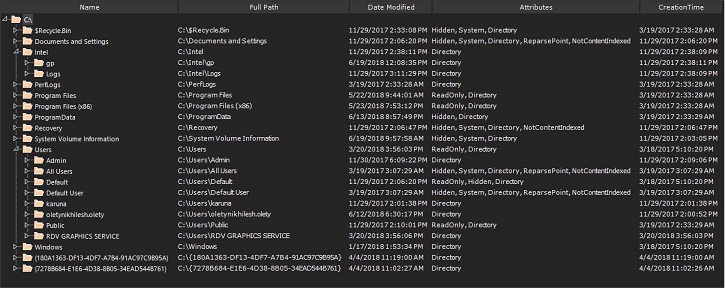 Name Full Path Date Modified Attributes CreationTime
C:\
$Recycle.Bin C:\$Recycle.Bin 11/29/2017 2:33:08 PM Hidden, System, Directory 3/19/2017 2:33:28 AM
Documents and Settings C:\Documents and Settings 11/29/2017 2:06:20 PM Hidden, System, Directory, ReparsePoint, NotContentIndexed 11/29/2017 2:06:20 PM
Intel C:\Intel 11/29/2017 2:38:11 PM Directory 11/29/2017 2:38:09 PM
gp C:\Intel\gp 6/19/2018 12:08:35 PM Directory 11/29/2017 2:38:11 PM
Logs C:\Intel\Logs 11/29/2017 3:11:29 PM Directory 11/29/2017 2:38:09 PM
PerfLogs C:\PerfLogs 3/19/2017 2:33:28 AM Directory 3/19/2017 2:33:28 AM
Program Files C:\Program Files 5/22/2018 9:44:01 AM ReadOnly, Directory 3/19/2017 2:33:28 AM
Program Files (x86) C:\Program Files (x86) 5/23/2018 7:53:12 PM ReadOnly, Directory 3/19/2017 2:33:28 AM
ProgramData C:\ProgramData 6/13/2018 8:57:49 PM Hidden, Directory 3/19/2017 2:33:29 AM
Recovery C:\Recovery 11/29/2017 2:06:47 PM Hidden, System, Directory, NotContentIndexed 11/29/2017 2:06:47 PM
System Volume Information C:\System Volume Information 6/19/2018 9:57:58 AM Hidden, System, Directory 11/29/2017 2:03:05 PM
Users C:\Users 3/20/2018 3:56:03 PM ReadOnly, Directory 3/18/2017 5:10:20 PM
Admin C:\Users\Admin 11/30/2017 6:09:22 PM Directory 11/29/2017 2:09:06 PM
All Users C:\Users\All Users 3/19/2017 3:07:29 AM Hidden, System, Directory, ReparsePoint, NotContentIndexed 3/19/2017 3:07:29 AM
Default C:\Users\Default 11/29/2017 2:06:20 PM ReadOnly, Hidden, Directory 3/18/2017 5:10:20 PM
Default User C:\Users\Default User 3/19/2017 3:07:29 AM Hidden, System, Directory, ReparsePoint, NotContentIndexed 3/19/2017 3:07:29 AM
karuna C:\Users\karuna 11/29/2017 2:01:38 PM Directory 11/29/2017 2:01:38 PM
oletynikhilesh.olety C:\Users\oletynikhilesh.olety 6/12/2018 6:30:17 PM Directory 11/29/2017 2:00:52 PM
Public C:\Users\Public 11/29/2017 2:10:01 PM ReadOnly, Directory 3/19/2017 2:33:28 AM
RDV GRAPHICS SERVICE C:\Users\RDV GRAPHICS SERVICE 3/20/2018 3:56:06 PM Directory 3/20/2018 3:56:03 PM
Windows C:\Windows 1/17/2018 1:53:34 PM Directory 3/18/2017 5:10:20 PM
{180A1363-DF13-4DF7-A7B4-91AC97C9B95A} C:\{180A1363-DF13-4DF7-A7B4-91AC97C9B95A} 4/4/2018 11:19:00 AM Directory 4/4/2018 11:19:00 AM
{7278B684-E1E6-4D38-8B05-34EAD544B761} C:\{7278B684-E1E6-4D38-8B05-34EAD544B761} 4/4/2018 11:02:27 AM Directory 4/4/2018 11:02:26 AM